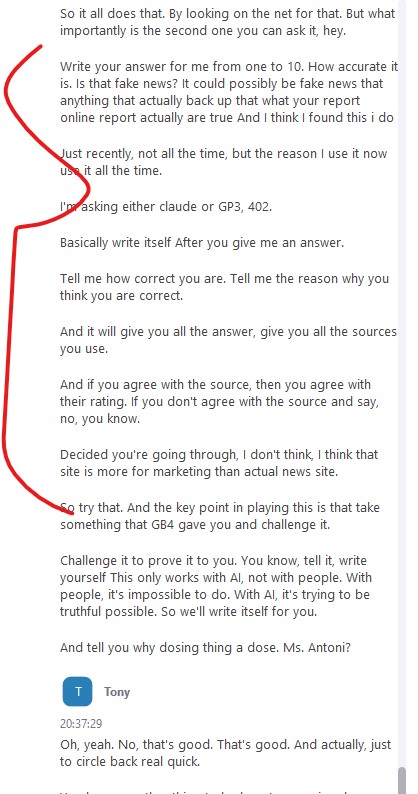 So it all does that. By looking on the net for that. But what
importantly is the second one you can ask it, hey.
Write your answer for me from one to 10. How accurate it
is. Is that fake news? It could possibly be fake news that
anything that actually back up that what your report
online report actually are true And I think I found this i do
Just recently, not all the time, but the reason I use it now
use it all the time.
I'm asking either claude or GP3, 402.
Basically write itself After you give me an answer.
Tell me how correct you are. Tell me the reason why you
think you are correct.
And it will give you all the answer, give you all the sources
you use.
And if you agree with the source, then you agree with
their rating. If you don't agree with the source and say,
no, you know.
Decided you're going through, I don't think, I think that
site is more for marketing than actual news site.
So try that. And the key point in playing this is that take
something that GB4 gave you and challenge it.
Challenge it to prove it to you. You know, tell it, write
yourself This only works with AI, not with people. With
people, it's impossible to do. With AI, it's trying to be
truthful possible. So we'll write itself for you.
And tell you why dosing thing a dose. Ms. Antoni?
T Tony
20:37:29
Oh, yeah. No, that's good. That's good. And actually, just
to circle back real quick.